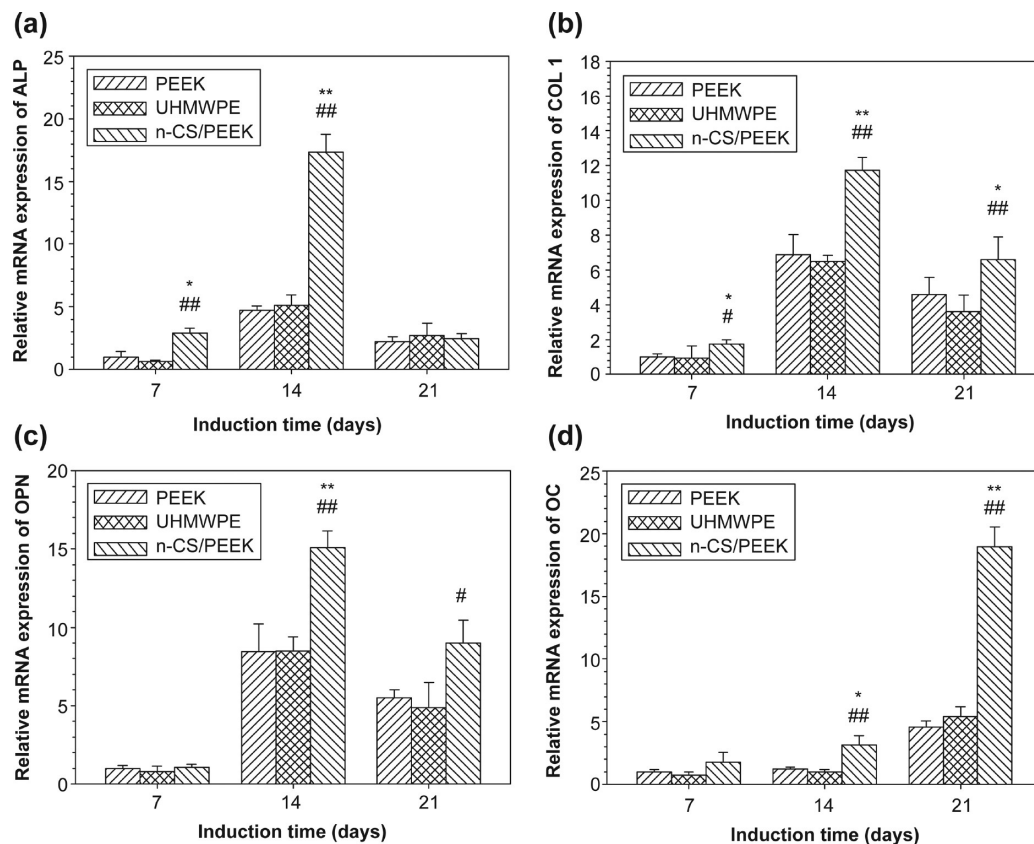 (a)
Relative mRNA expression of ALP
25
20
15
10
5
0
PEEK
UHMWPE
n-CS/PEEK
*
##
**
##
7
14
21
Induction time (days)
(b)
Relative mRNA expression of COL 1
18
16
14
12
10
8
6
4
2
0
PEEK
UHMWPE
n-CS/PEEK
*
#
**
##
*
##
7
14
21
Induction time (days)
(c)
Relative mRNA expression of OPN
20
15
10
5
0
PEEK
UHMWPE
n-CS/PEEK
**
##
#
7
14
21
Induction time (days)
(d)
Relative mRNA expression of OC
25
20
15
10
5
0
PEEK
UHMWPE
n-CS/PEEK
*
##
**
##
7
14
21
Induction time (days)